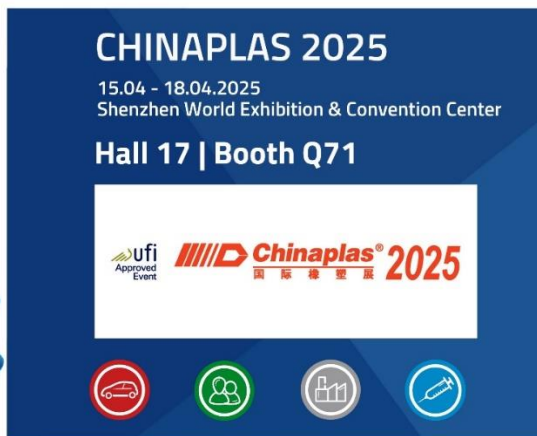 CHINAPLAS 2025
15.04 - 18.04.2025
Shenzhen World Exhibition & Convention Center
Hall 17 | Booth Q71
ufi
Approved
Event
Chinaplas® 2025
国际橡塑展